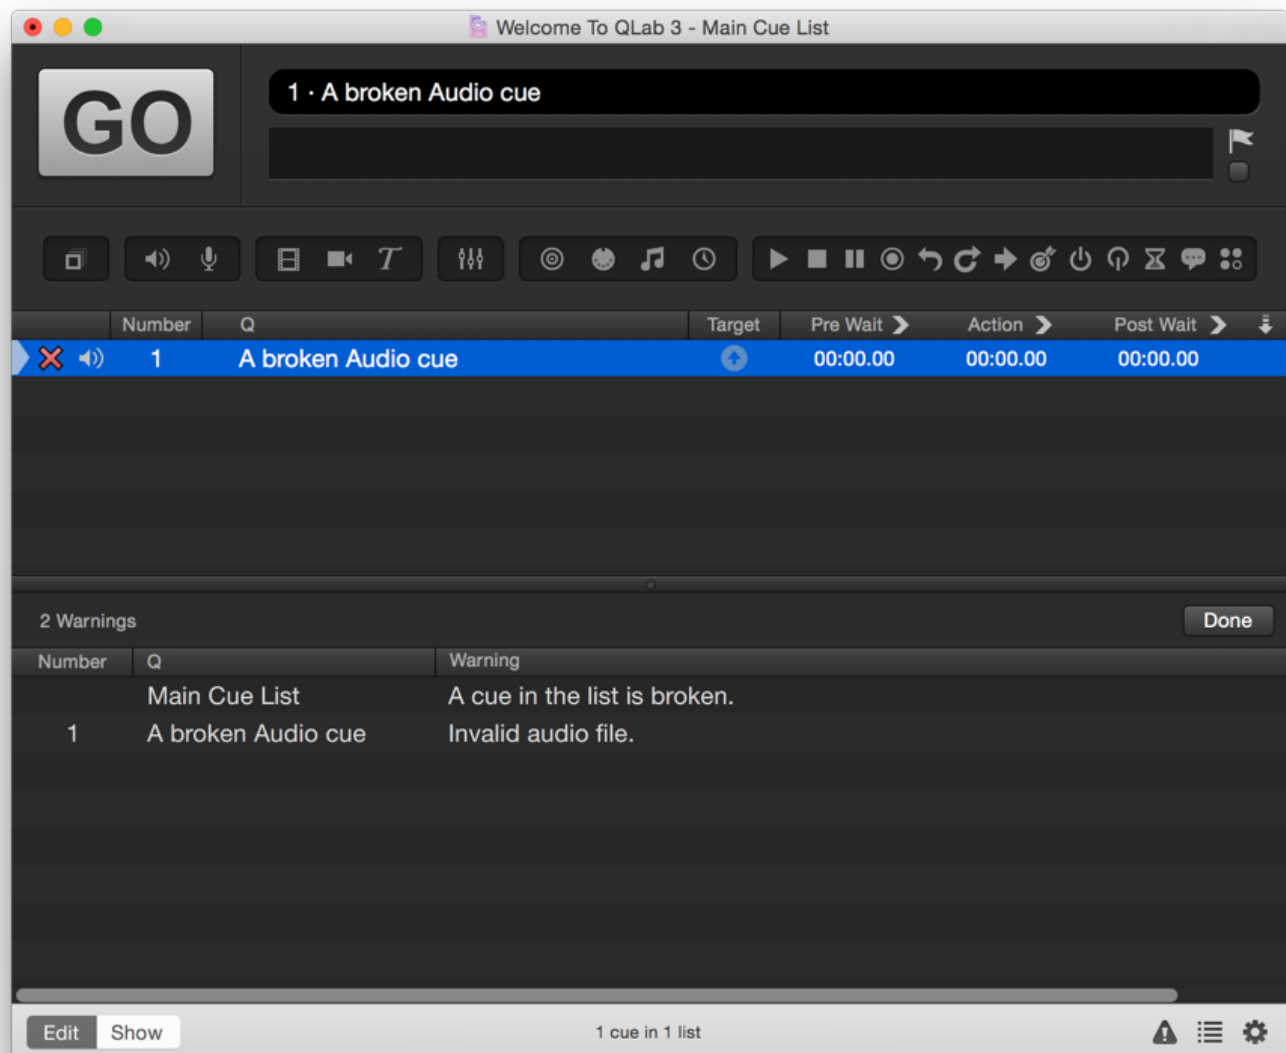 Welcome To QLab 3 - Main Cue List
GO
1 · A broken Audio cue
Number Q Target Pre Wait Action Post Wait
1 A broken Audio cue 00:00.00 00:00.00 00:00.00
2 Warnings Done
Number Q Warning
Main Cue List A cue in the list is broken.
1 A broken Audio cue Invalid audio file.
Edit Show 1 cue in 1 list